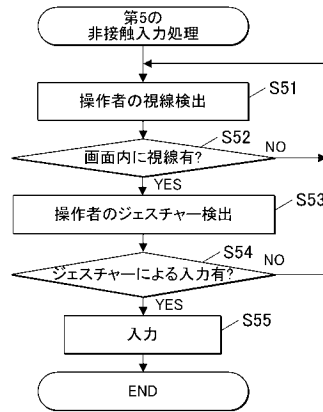 第5の
非接触入力処理
操作者の視線検出
S51
画面内に視線有?
S52
NO
YES
操作者のジェスチャー検出
S53
ジェスチャーによる入力有?
S54
NO
YES
入力
S55
END